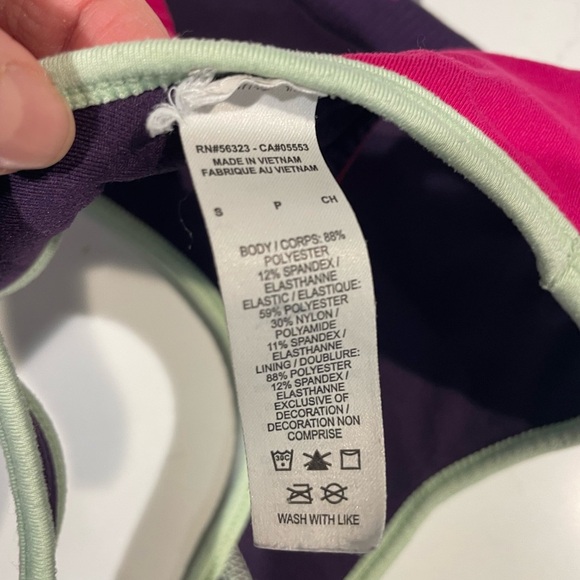 RN#56323 - CA#05553
MADE IN VIETNAM
FABRIQUE AU VIETNAM
S P CH
BODY / CORPS: 88%
POLYESTER
12% SPANDEX /
ELASTHANNE
ELASTIC / ELASTIQUE:
59% POLYESTER
30% NYLON /
POLYAMIDE
11% SPANDEX /
ELASTHANNE
LINING / DOUBLURE:
88% POLYESTER
12% SPANDEX /
ELASTHANNE
EXCLUSIVE OF
DECORATION /
DECORATION NON
COMPRISE
30C
WASH WITH LIKE